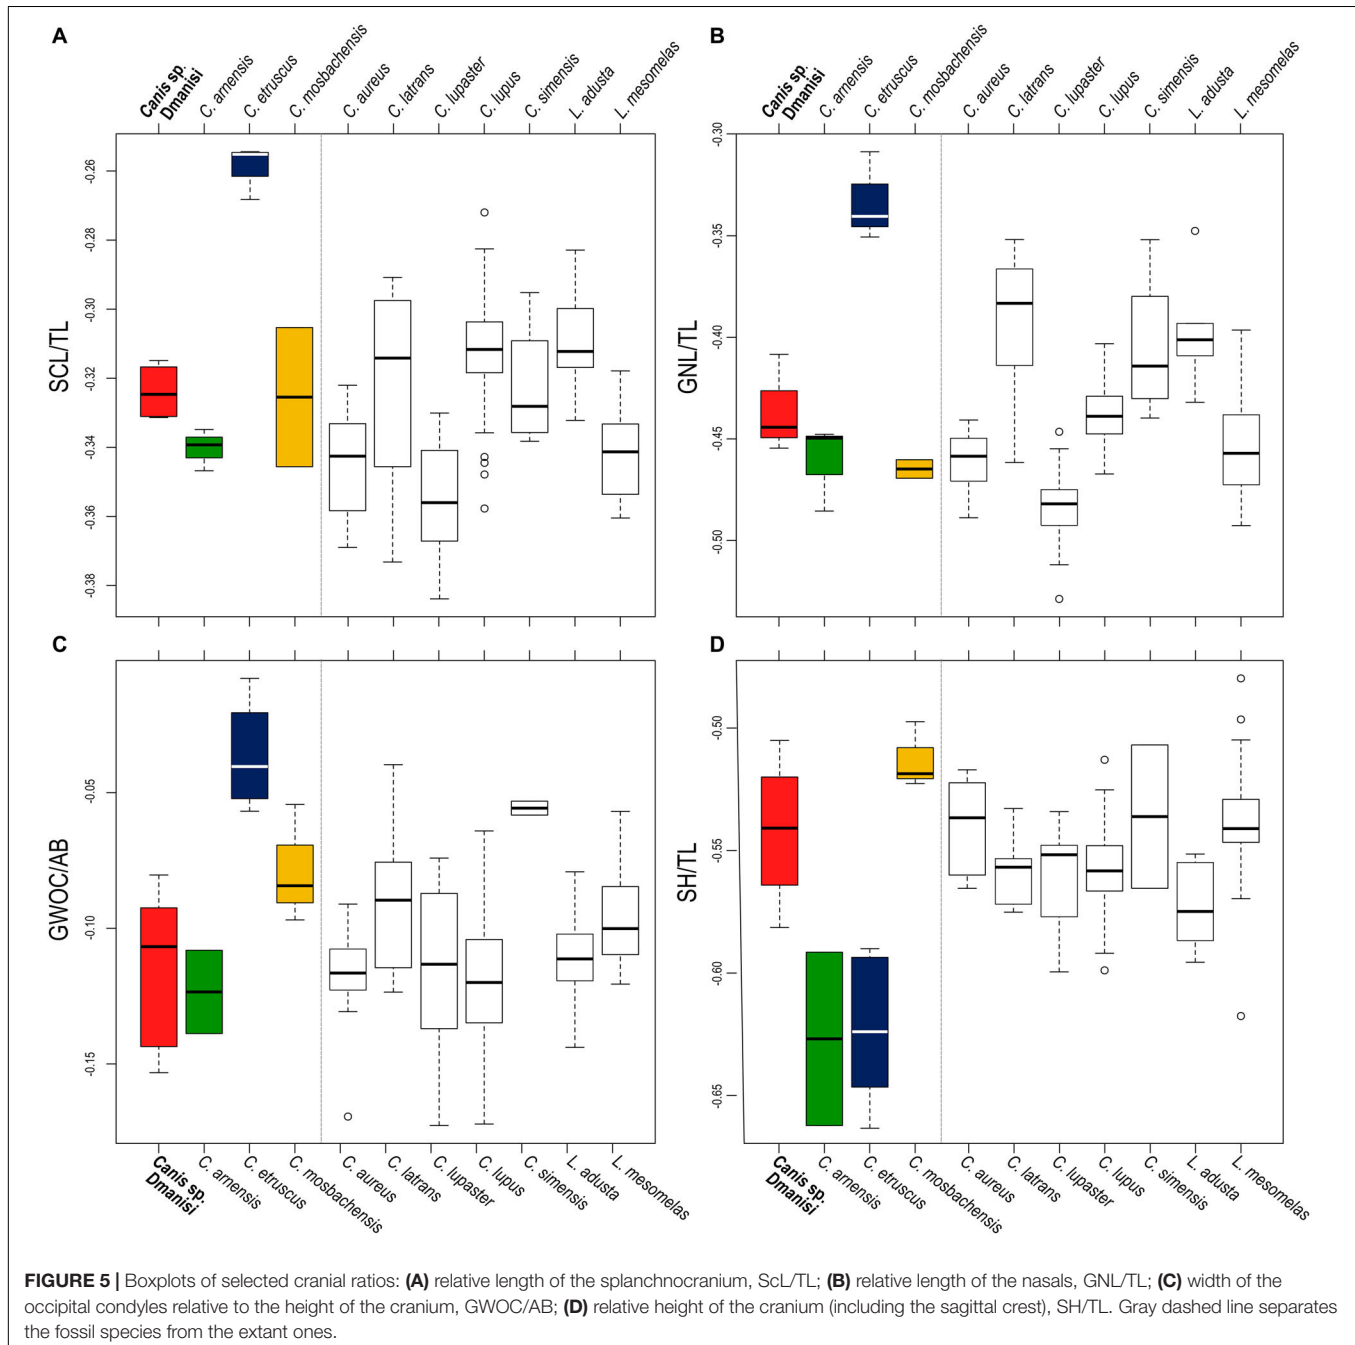 A
B
Canis sp.
Dmanisi
C. arnensis
C. etruscus
C. mosbachensis
C. aureus
C. latrans
C. lupaster
C. lupus
C. simensis
L. adusta
L. mesomelas
Canis sp.
Dmanisi
C. arnensis
C. etruscus
C. mosbachensis
C. aureus
C. latrans
C. lupaster
C. lupus
C. simensis
L. adusta
L. mesomelas
SCL/TL
-0.26
-0.28
-0.30
-0.32
-0.34
-0.36
-0.38
GNL/TL
-0.30
-0.35
-0.40
-0.45
-0.50
C
D
GWOC/AB
-0.05
-0.10
-0.15
SH/TL
-0.50
-0.55
-0.60
-0.65
Canis sp.
Dmanisi
C. arnensis
C. etruscus
C. mosbachensis
C. aureus
C. latrans
C. lupaster
C. lupus
C. simensis
L. adusta
L. mesomelas
Canis sp.
Dmanisi
C. arnensis
C. etruscus
C. mosbachensis
C. aureus
C. latrans
C. lupaster
C. lupus
C. simensis
L. adusta
L. mesomelas
FIGURE 5 | Boxplots of selected cranial ratios: (A) relative length of the splanchnocranium, ScL/TL; (B) relative length of the nasals, GNL/TL; (C) width of the
occipital condyles relative to the height of the cranium, GWOC/AB; (D) relative height of the cranium (including the sagittal crest), SH/TL. Gray dashed line separates
the fossil species from the extant ones.